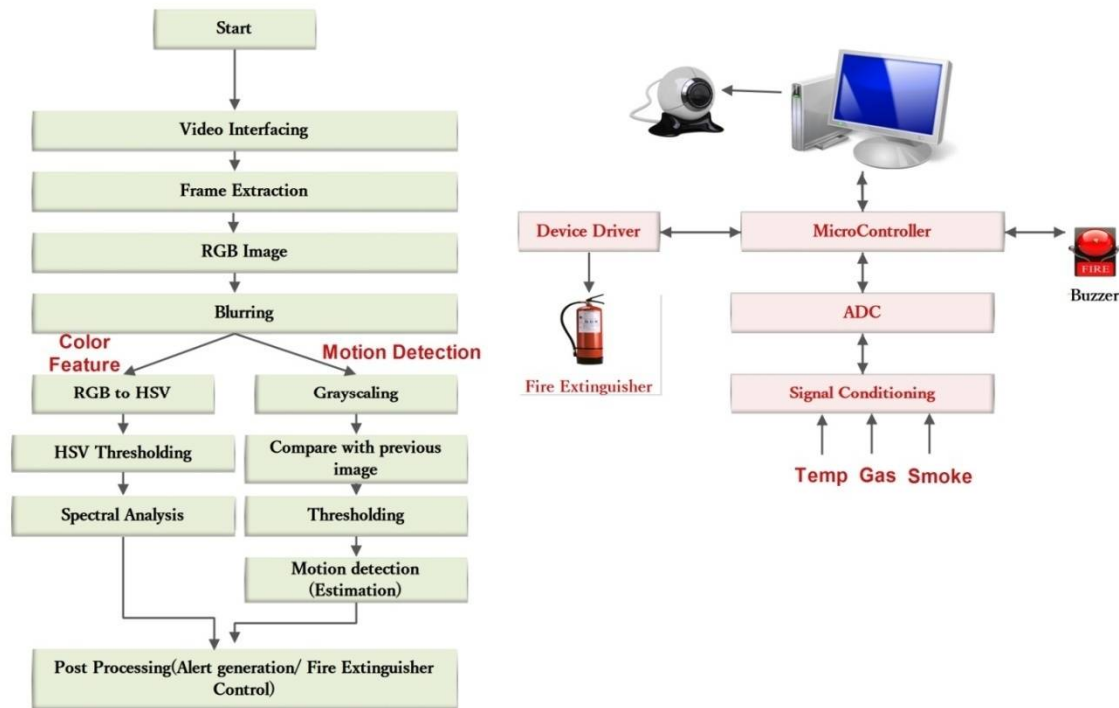 Start
Video Interfacing
Frame Extraction
RGB Image
Blurring
Color
Feature
Motion Detection
RGB to HSV
Grayscaling
HSV Thresholding
Compare with previous
image
Spectral Analysis
Thresholding
Motion detection
(Estimation)
Post Processing(Alert generation/ Fire Extinguisher
Control)
Device Driver
MicroController
FIRE
Buzzer
Fire Extinguisher
ADC
Signal Conditioning
Temp Gas Smoke